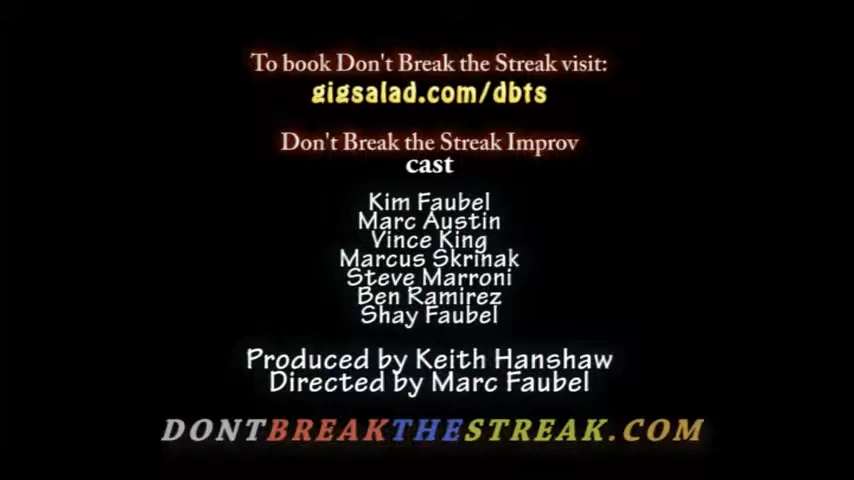 To book Don't Break the Streak visit:
gigsalad.com/dbts
Don't Break the Streak Improv
cast
Kim Faubel
Marc Austin
Vince King
Marcus Skrinak
Steve Marroni
Ben Ramirez
Shay Faubel
Produced by Keith Hanshaw
Directed by Marc Faubel
DONTBREAKTHESTREAK.COM